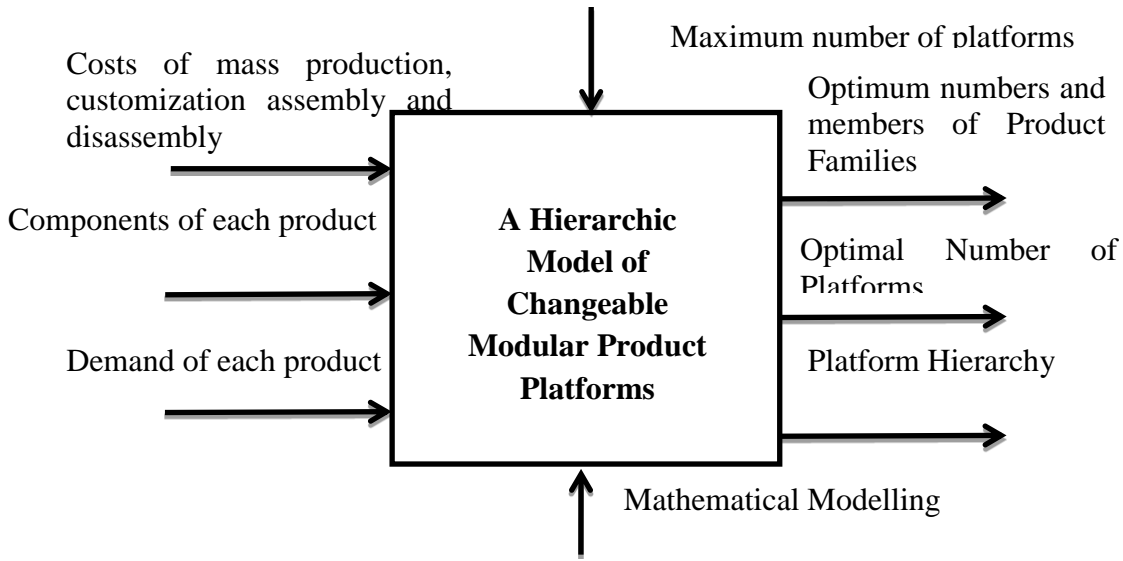 Maximum number of platforms
Costs of mass production,
customization assembly and
disassembly
Optimum numbers and
members of Product
Families
Components of each product
A Hierarchic
Model of
Changeable
Modular Product
Platforms
Optimal Number of
Platforms
Demand of each product
Platform Hierarchy
Mathematical Modelling